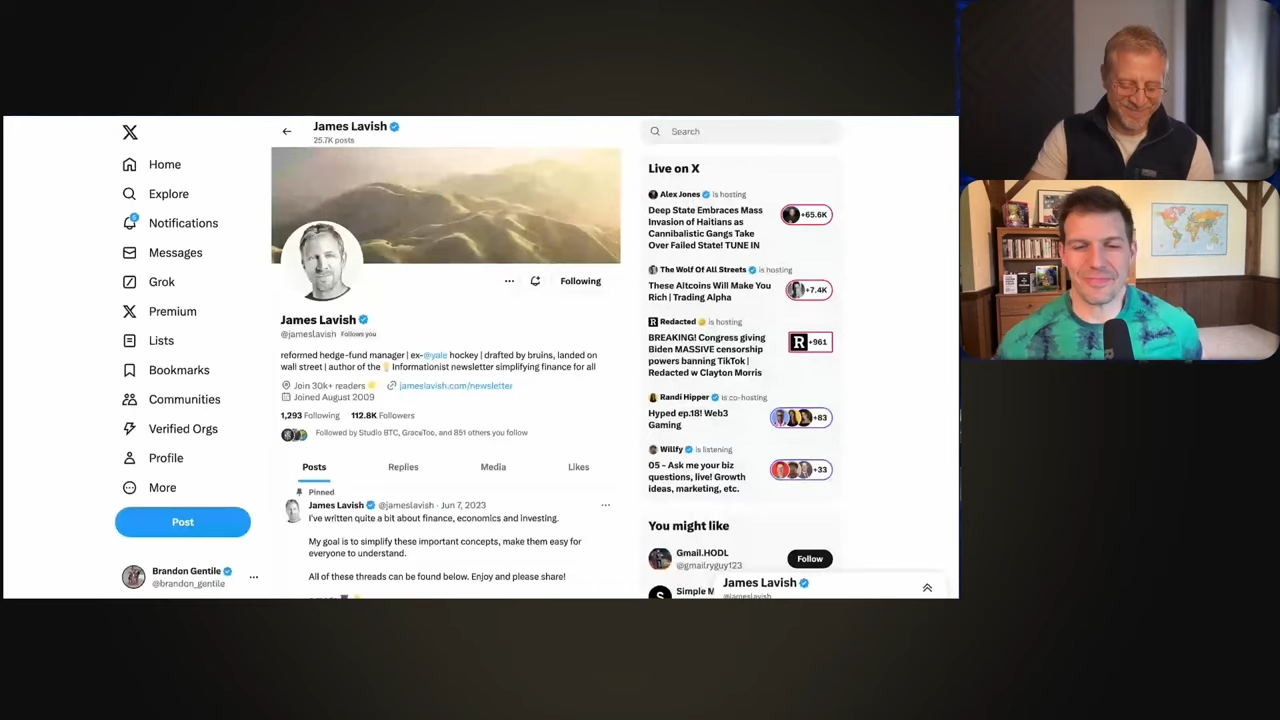 Home
Explore
Notifications
Messages
Grok
Premium
Lists
Bookmarks
Communities
Verified Orgs
Profile
More
Post
Brandon Gentile
@brandon_gentile
James Lavish
25.7K posts
Following
James Lavish
@jameslavish Follows you
reformed hedge-fund manager | ex-@yale hockey | drafted by bruins, landed on
wall street | author of the 💡Informationist newsletter simplifying finance for all
Join 30k+ readers jameslavish.com/newsletter
Joined August 2009
1,293 Following 112.8K Followers
Followed by Studio BTC, GraceToo, and 851 others you follow
Posts Replies Media Likes
Pinned
James Lavish @jameslavish · Jun 7, 2023
I've written quite a bit about finance, economics and investing.
My goal is to simplify these important concepts, make them easy for
everyone to understand.
All of these threads can be found below. Enjoy and please share!
Search
Live on X
Alex Jones is hosting
Deep State Embraces Mass
Invasion of Haitians as
Cannibalistic Gangs Take
Over Failed State! TUNE IN
+65.6K
The Wolf Of All Streets is hosting
These Altcoins Will Make You
Rich | Trading Alpha
+7.4K
Redacted is hosting
BREAKING! Congress giving
Biden MASSIVE censorship
powers banning TikTok |
Redacted w Clayton Morris
R +961
Randi Hipper is co-hosting
Hyped ep.18! Web3
Gaming
+83
Willfy is listening
05 - Ask me your biz
questions, live! Growth
ideas, marketing, etc.
+33
You might like
Gmail.HODL
@gmailryguy123
Follow
Simple M
James Lavish
@jameslavish